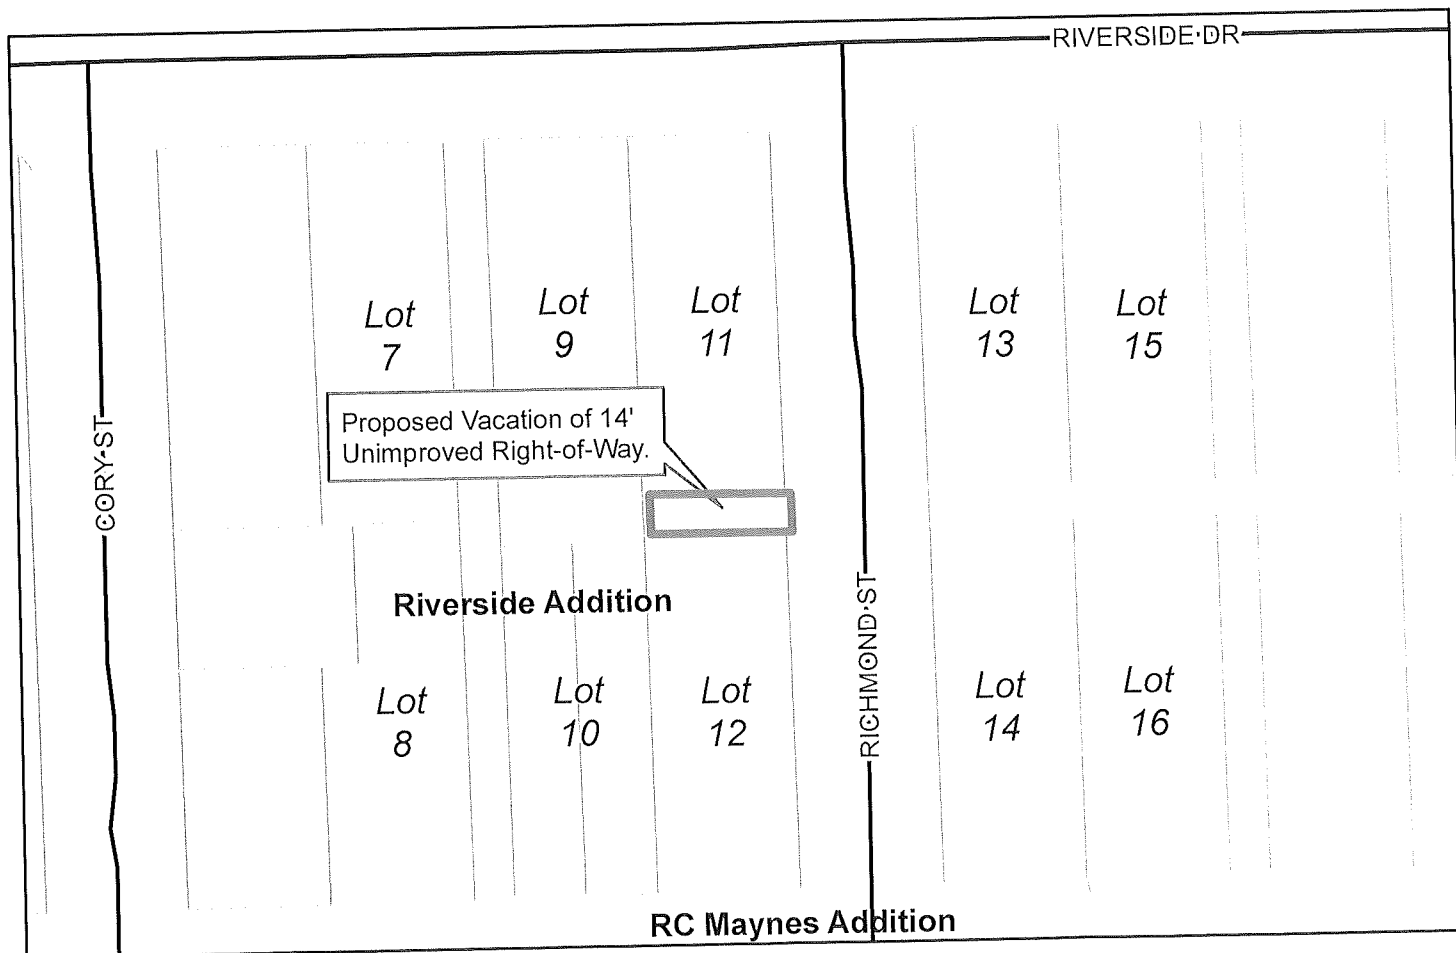 RIVERSIDE DR
Lot
7
Lot
9
Lot
11
Lot
13
Lot
15
Proposed Vacation of 14'
Unimproved Right-of-Way.
CORY ST
RICHMOND ST
Riverside Addition
Lot
8
Lot
10
Lot
12
Lot
14
Lot
16
RC Maynes Addition